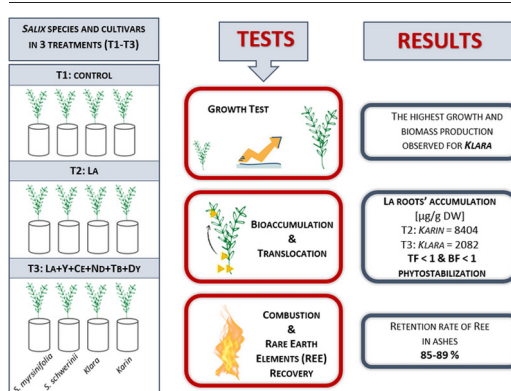 SALIX SPECIES AND CULTIVARS
IN 3 TREATMENTS (T1-T3)
T1: CONTROL
T2: LA
T3: LA+Y+CE+ND+TB+DY
S. myrsinifolia
S. schwerinii
Klara
Karin
TESTS
GROWTH TEST
BIOACCUMULATION
&
TRANSLOCATION
COMBUSTION
&
RARE EARTH
ELEMENTS (REE)
RECOVERY
RESULTS
THE HIGHEST GROWTH AND
BIOMASS PRODUCTION
OBSERVED FOR KLARA
LA ROOTS' ACCUMULATION
[µg/g DW]
T2: KARIN = 8404
T3: KLARA = 2082
TF < 1 & BF < 1
PHYTOSTABILIZATION
RETENTION RATE OF REE
IN ASHES
85-89 %